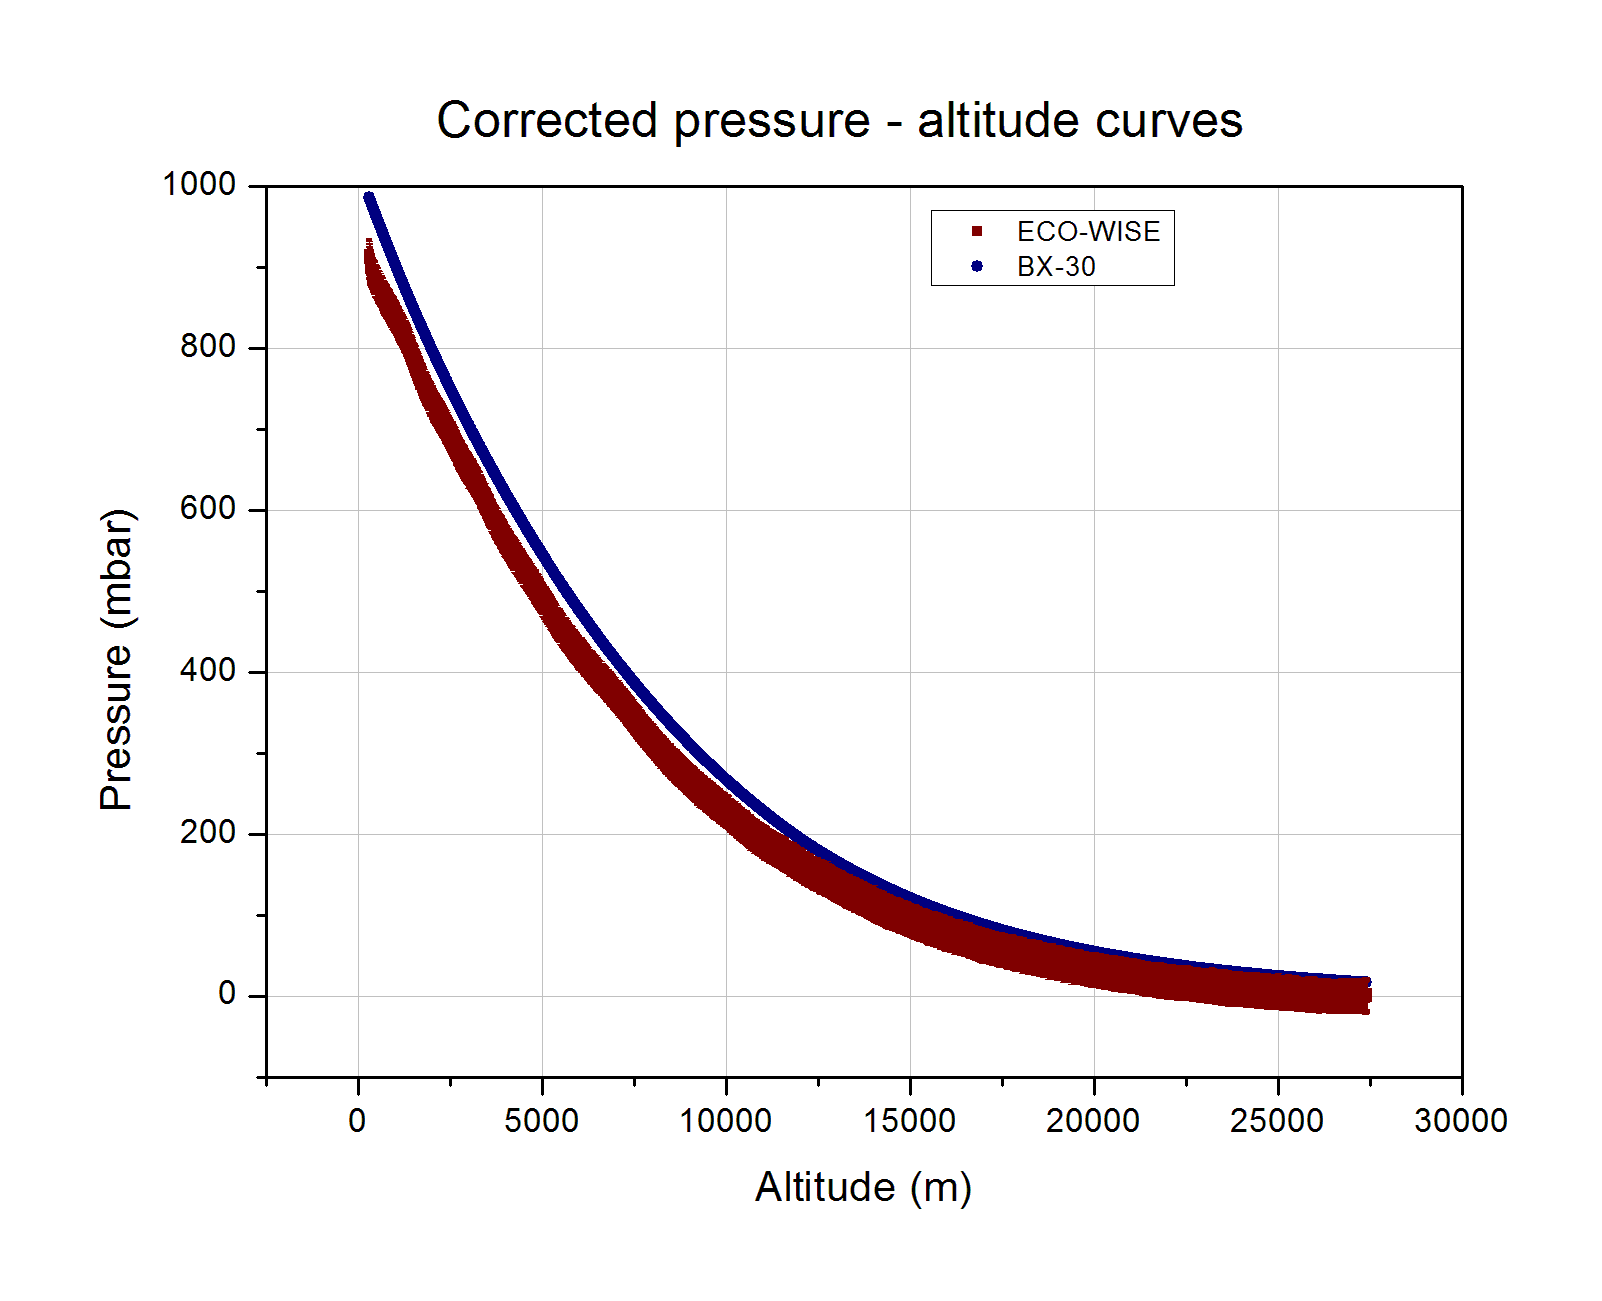 Corrected pressure - altitude curves
1000
800
600
400
200
0
Pressure (mbar)
ECO-WISE
BX-30
0 5000 10000 15000 20000 25000 30000
Altitude (m)